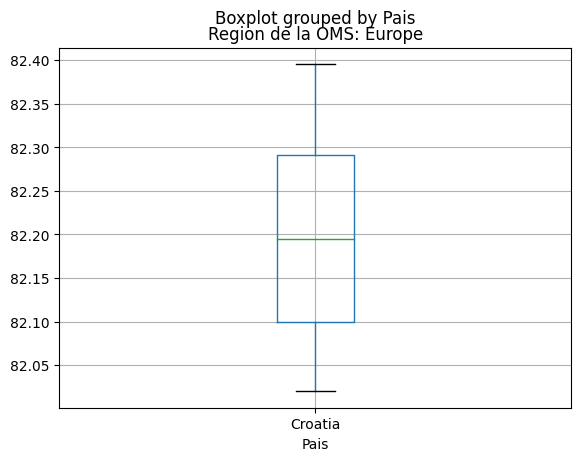 Boxplot grouped by Pais
Region de la OMS: Europe
82.40
82.35
82.30
82.25
82.20
82.15
82.10
82.05
Croatia
Pais